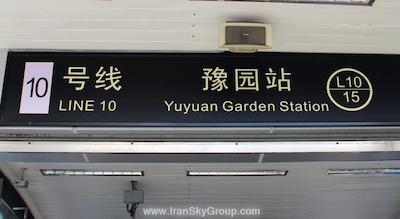 10 号线 豫园站 L10
LINE 10 Yuyuan Garden Station 15
www.IranSkyGroup.com